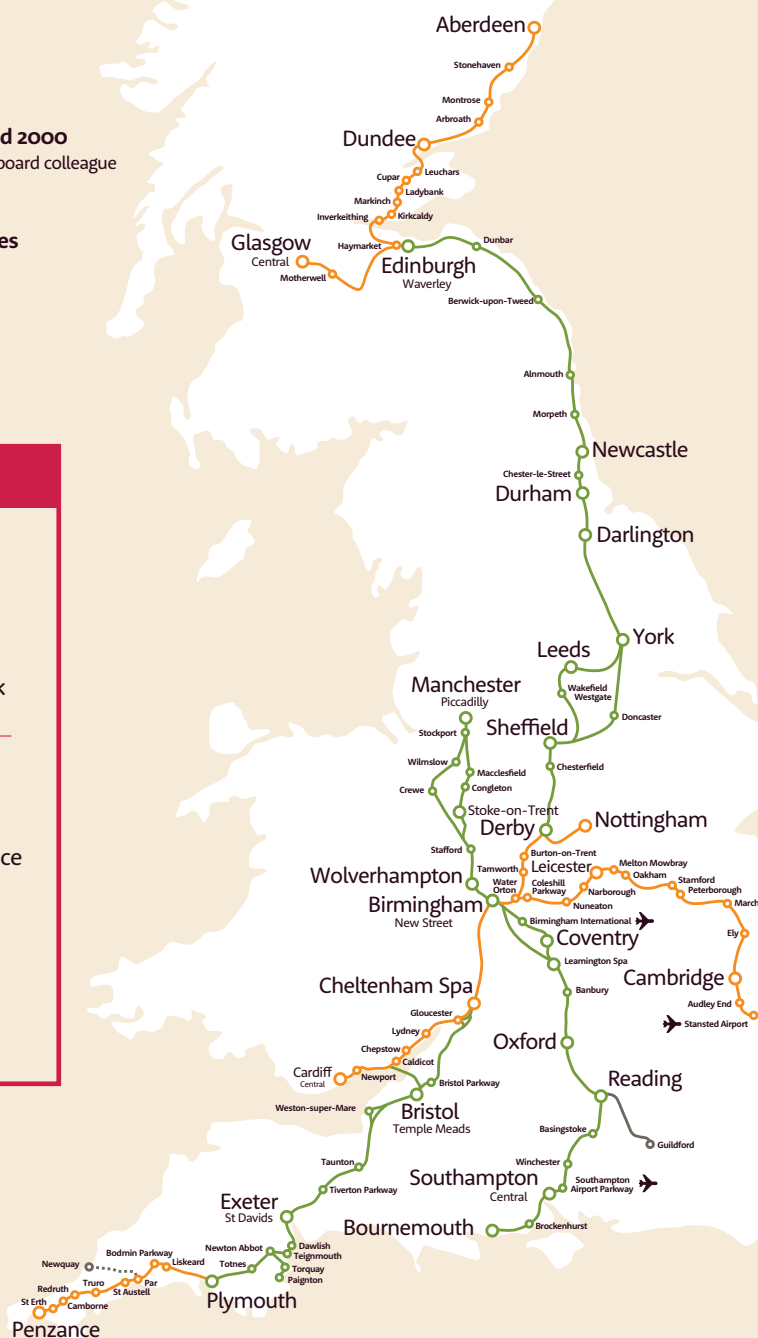 Aberdeen
Stonehaven
Montrose
Arbroath
d 2000
Dundee
board colleague
Leuchars
Cupar
Ladybank
Markinch
Inverkeithing
Kirkcaldy
es
Glasgow
Central
Haymarket
Dunbar
Edinburgh
Waverley
Motherwell
Berwick-upon-Tweed
Alnmouth
Morpeth
Newcastle
Chester-le-Street
Durham
Darlington
York
Leeds
Wakefield
Westgate
Manchester
Piccadilly
Doncaster
Sheffield
Stockport
Wilmslow
Chesterfield
Macclesfield
Crewe
Congleton
Stoke-on-Trent
Nottingham
Derby
Stafford
Burton-on-Trent
ce
Leicester
Melton Mowbray
Tamworth
Oakham
Wolverhampton
Water
Orton
Coleshill
Parkway
Stamford
Narborough
Peterborough
Birmingham
New Street
Nuneaton
March
Birmingham International
Coventry
Ely
Leamington Spa
Cambridge
Cheltenham Spa
Banbury
Audley End
Gloucester
Stansted Airport
Lydney
Oxford
Chepstow
Caldicot
Cardiff
Central
Newport
Bristol Parkway
Reading
Weston-super-Mare
Bristol
Temple Meads
Basingstoke
Guildford
Taunton
Winchester
Southampton
Central
Southampton
Airport Parkway
Tiverton Parkway
Exeter
St Davids
Bournemouth
Brockenhurst
Newton Abbot
Dawlish
Teignmouth
Bodmin Parkway
Liskeard
Totnes
Torquay
Paignton
Newquay
Truro
Par
Redruth
St Austell
St Erth
Camborne
Plymouth
Penzance